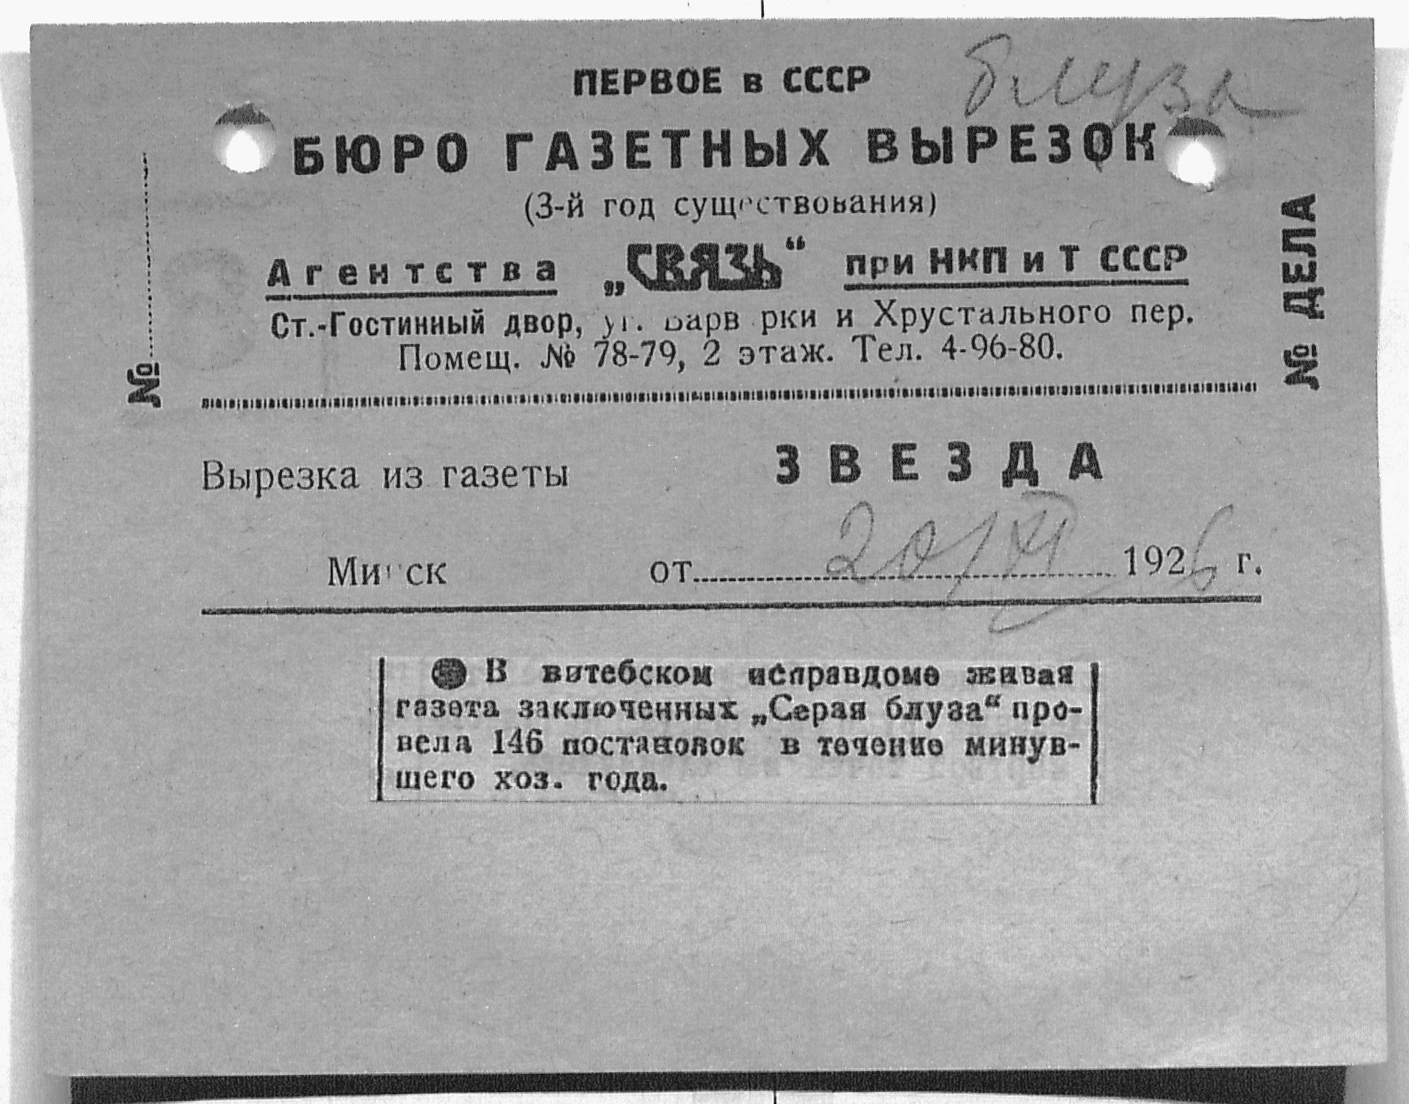 блуза
ПЕРВОЕ в СССР
БЮРО ГАЗЕТНЫХ ВЫРЕЗОК
(3-й год существования)
Агентства „СВЯЗЬ“ при НКП и Т СССР
Ст.-Гостинный двор, уг. Варварки и Хрустального пер.
Помещ. № 78-79, 2 этаж. Тел. 4-96-80.
№
№ ДЕЛА
Вырезка из газеты ЗВЕЗДА
Минск от 20/XI 1926 г.
В витебском исправдоме живая
газета заключенных „Серая блуза“ про-
вела 146 постановок в течение минув-
шего хоз. года.